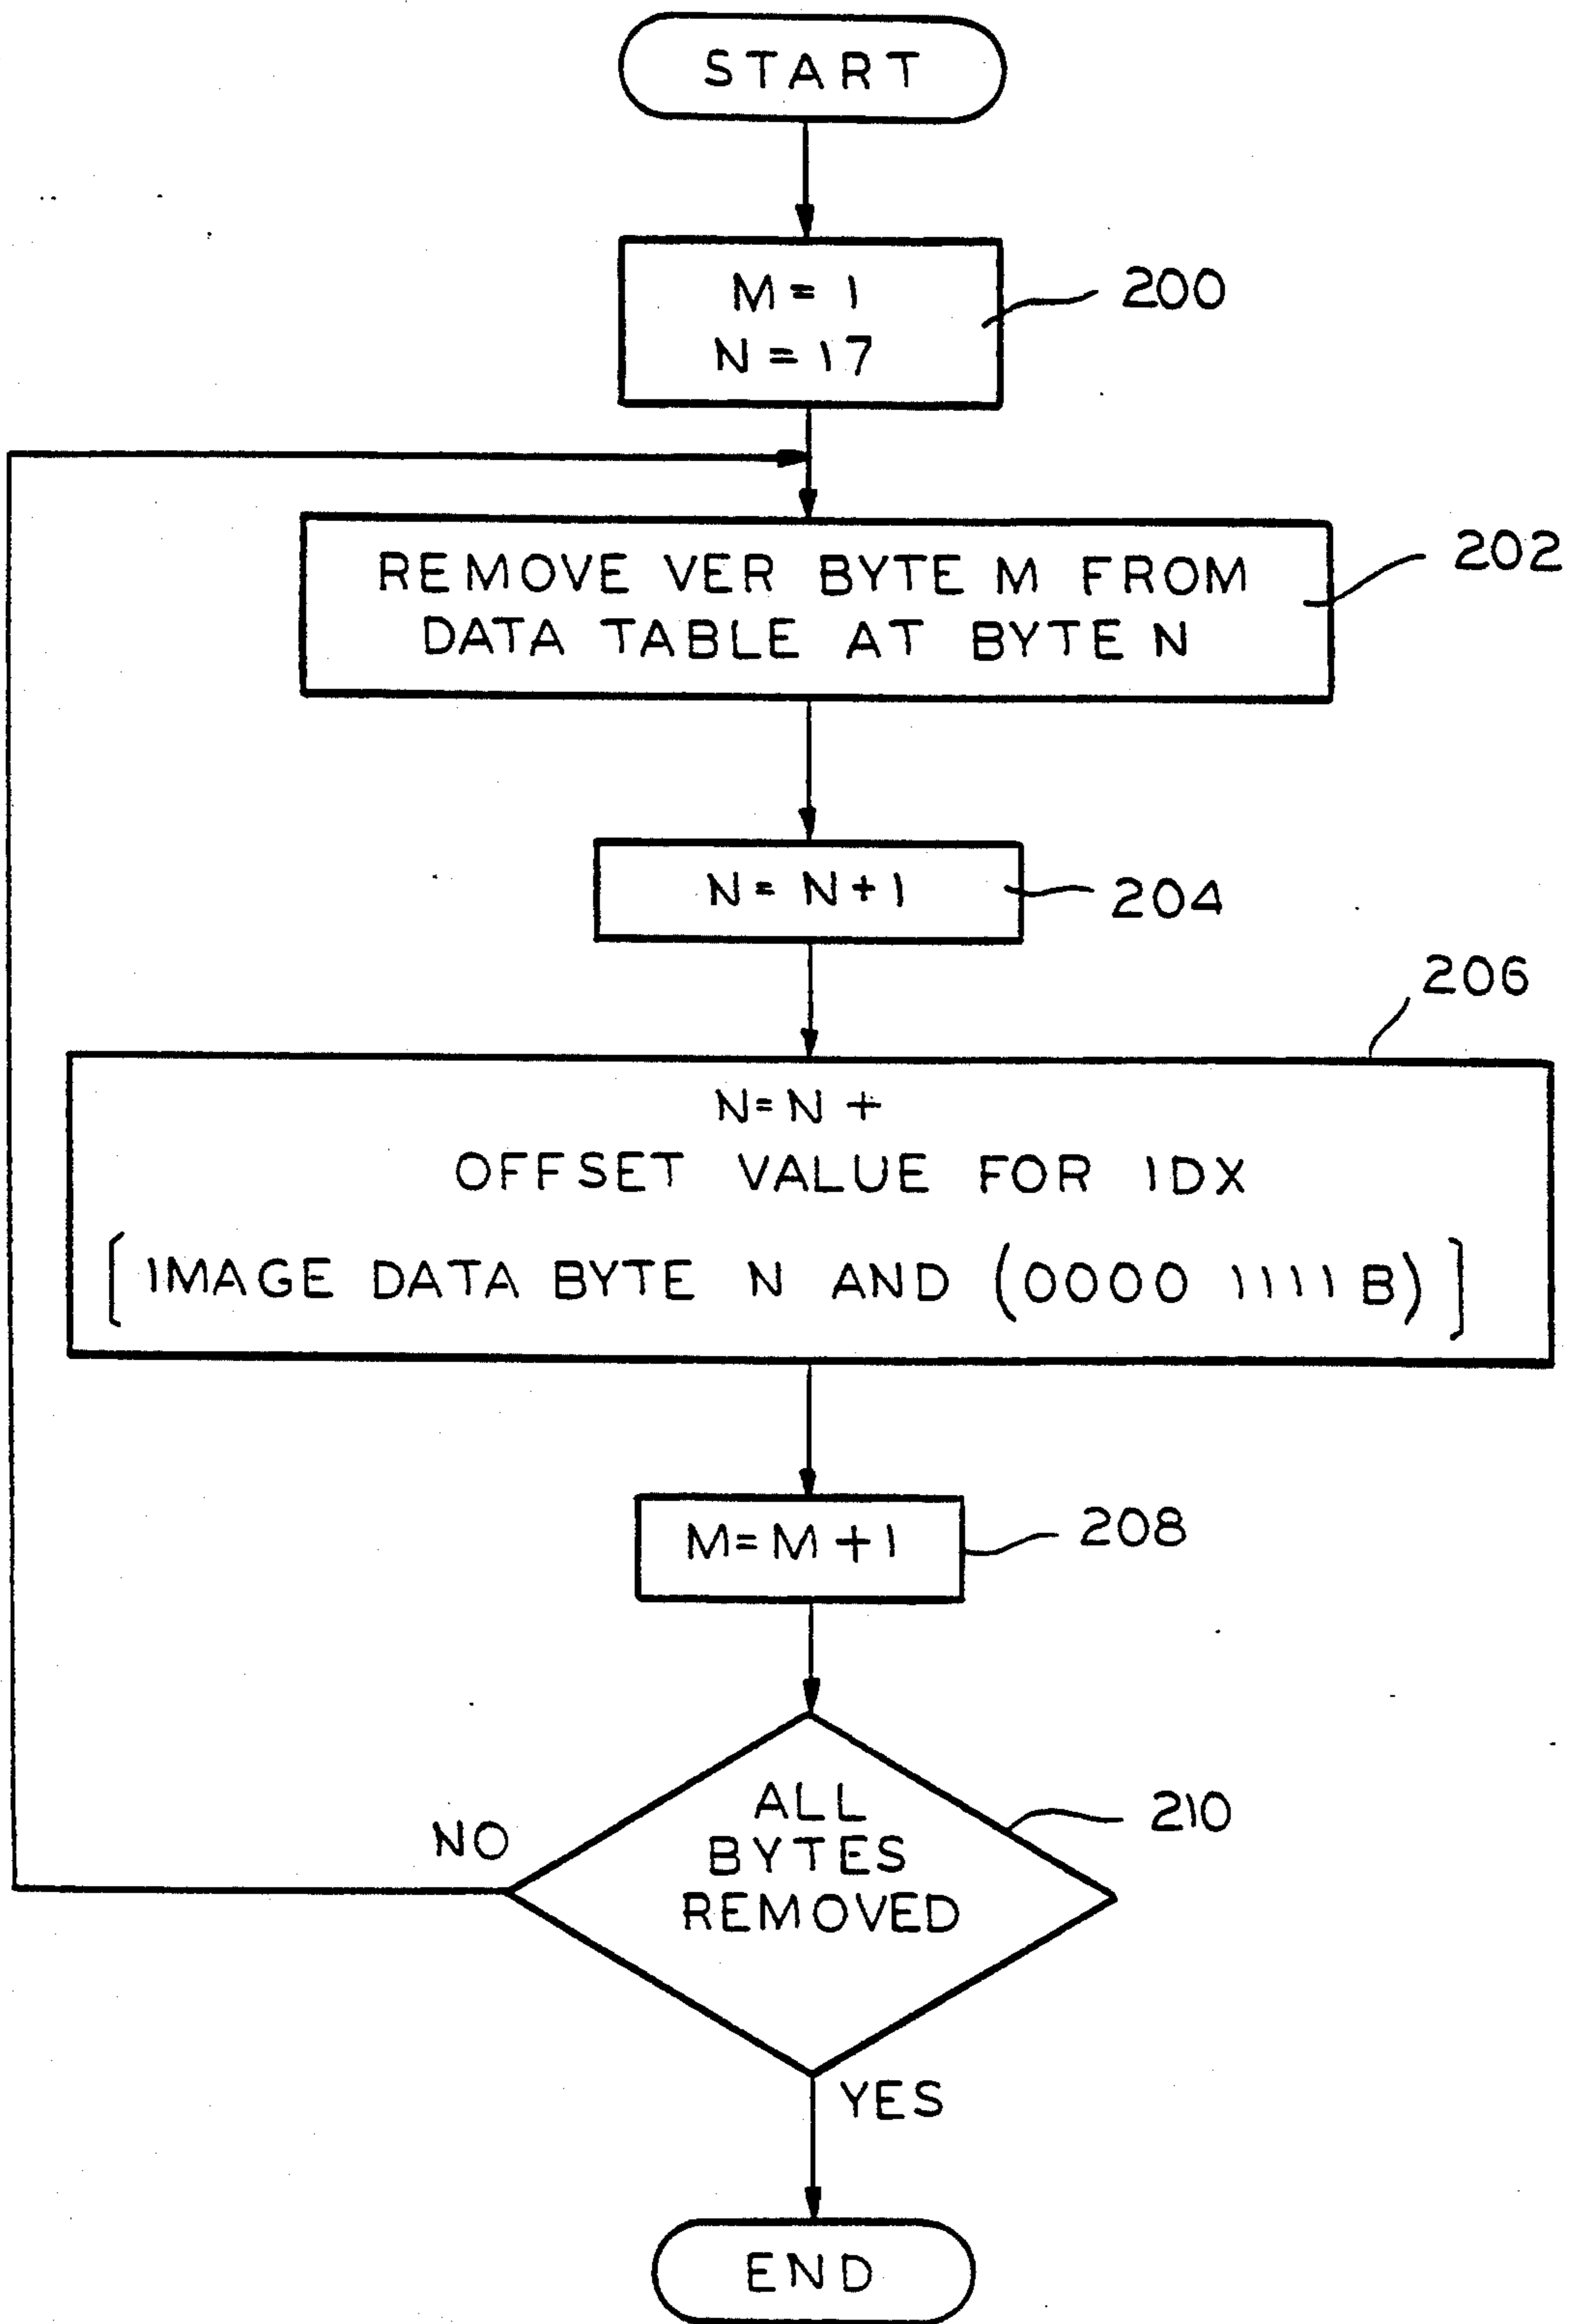 START
M = 1
N = 17
200
REMOVE VER BYTE M FROM
DATA TABLE AT BYTE N
202
N = N + 1
204
206
N = N +
OFFSET VALUE FOR IDX
[IMAGE DATA BYTE N AND (0000 1111 B)]
M = M + 1
208
ALL
BYTES
REMOVED
210
NO
YES
END